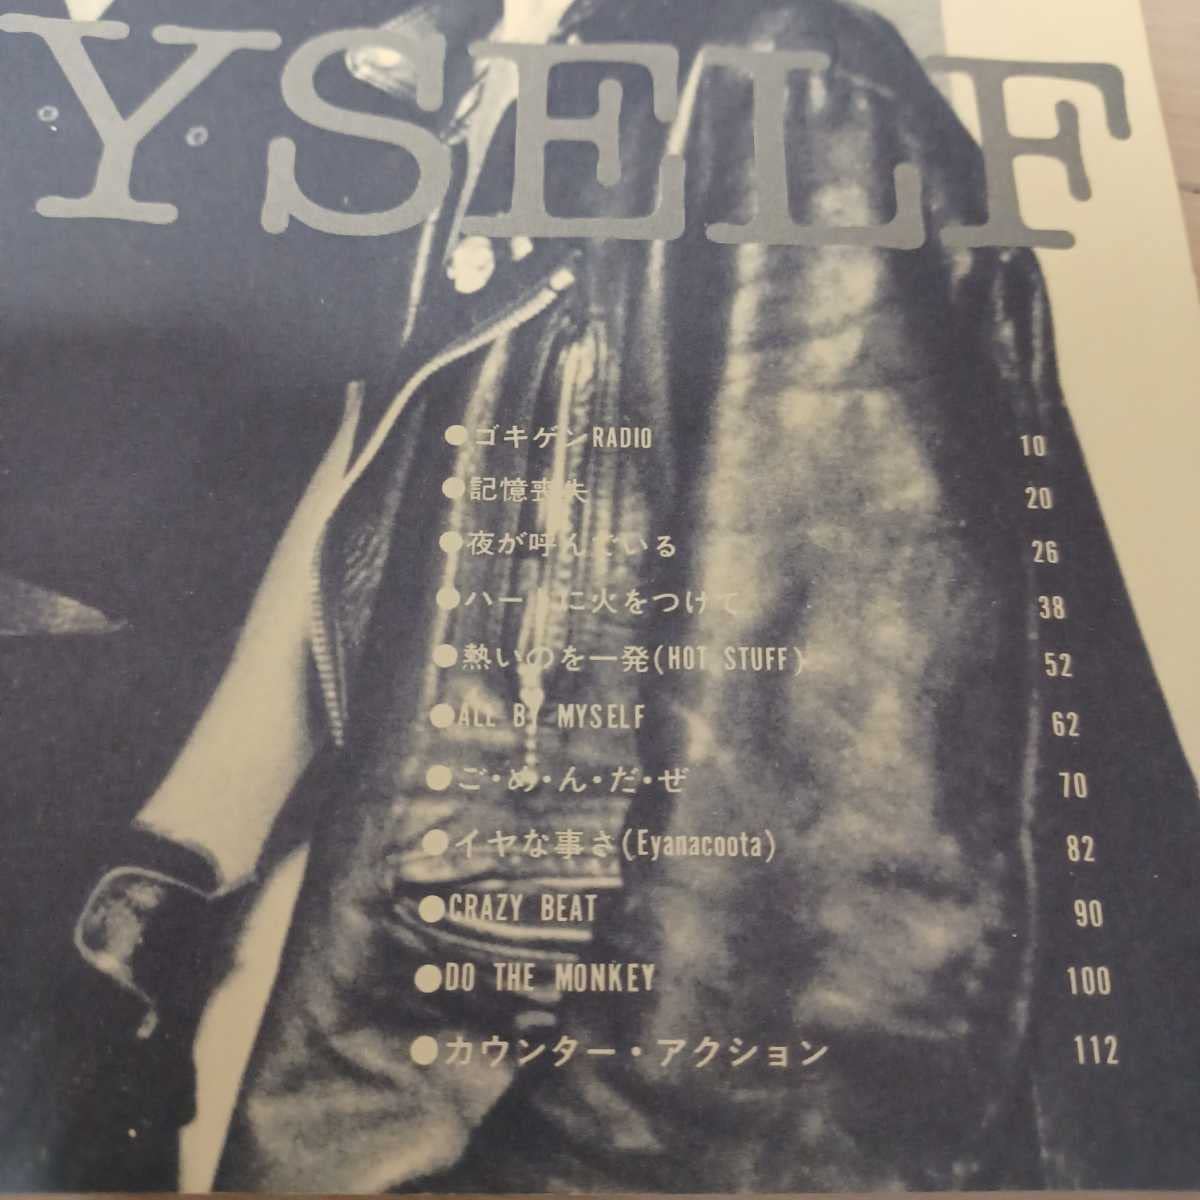 YSELF
●ゴキゲンRADIO 10
●記憶喪失 20
●夜が呼んでいる 26
●ハートに火をつけて 38
●熱いのを一発(HOT STUFF) 52
●ALL BY MYSELF 62
●ご・め・ん・だ・ぜ 70
●イヤな事さ(Eyanacoota) 82
●CRAZY BEAT 90
●DO THE MONKEY 100
●カウンター・アクション 112